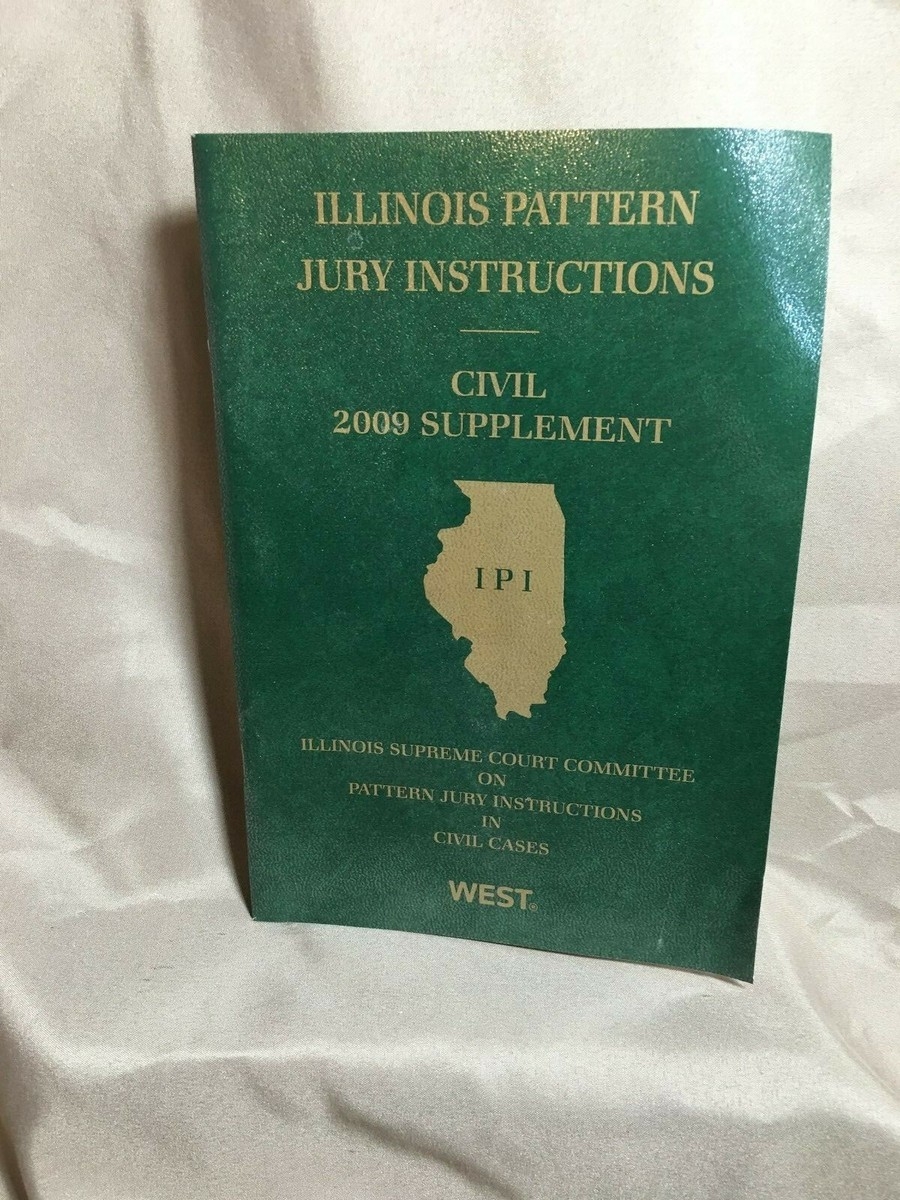 ILLINOIS PATTERN
JURY INSTRUCTIONS
CIVIL
2009 SUPPLEMENT
IPI
ILLINOIS SUPREME COURT COMMITTEE
ON
PATTERN JURY INSTRUCTIONS
IN
CIVIL CASES
WEST®